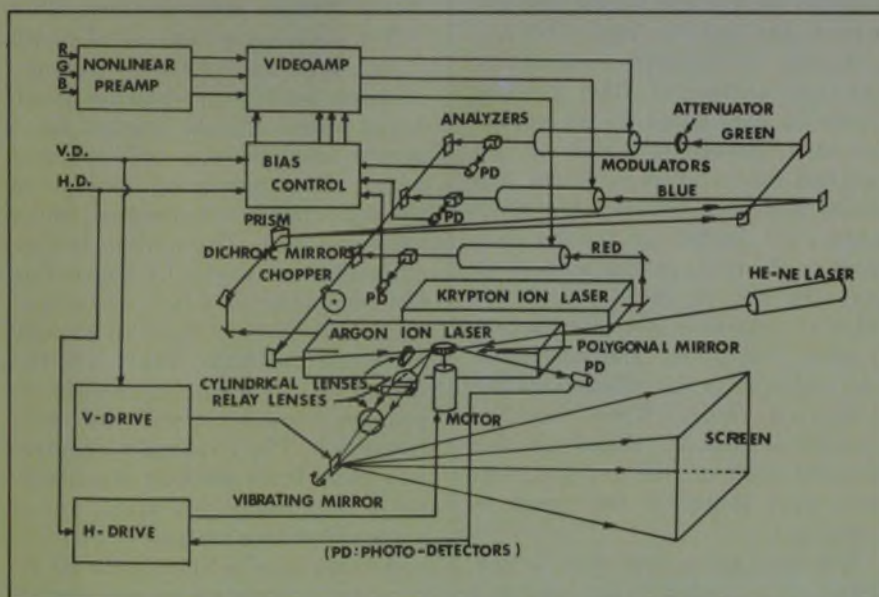 R
G
B
NONLINEAR
PREAMP
VIDEOAMP
ANALYZERS
ATTENUATOR
GREEN
V.D.
H.D.
BIAS
CONTROL
PD
MODULATORS
BLUE
PD
PRISM
DICHROIC MIRRORS
CHOPPER
RED
PD
KRYPTON ION LASER
HE-NE LASER
ARGON ION LASER
POLYGONAL MIRROR
PD
CYLINDRICAL LENSES
RELAY LENSES
MOTOR
V-DRIVE
SCREEN
VIBRATING MIRROR
H-DRIVE
(PD:PHOTO-DETECTORS)